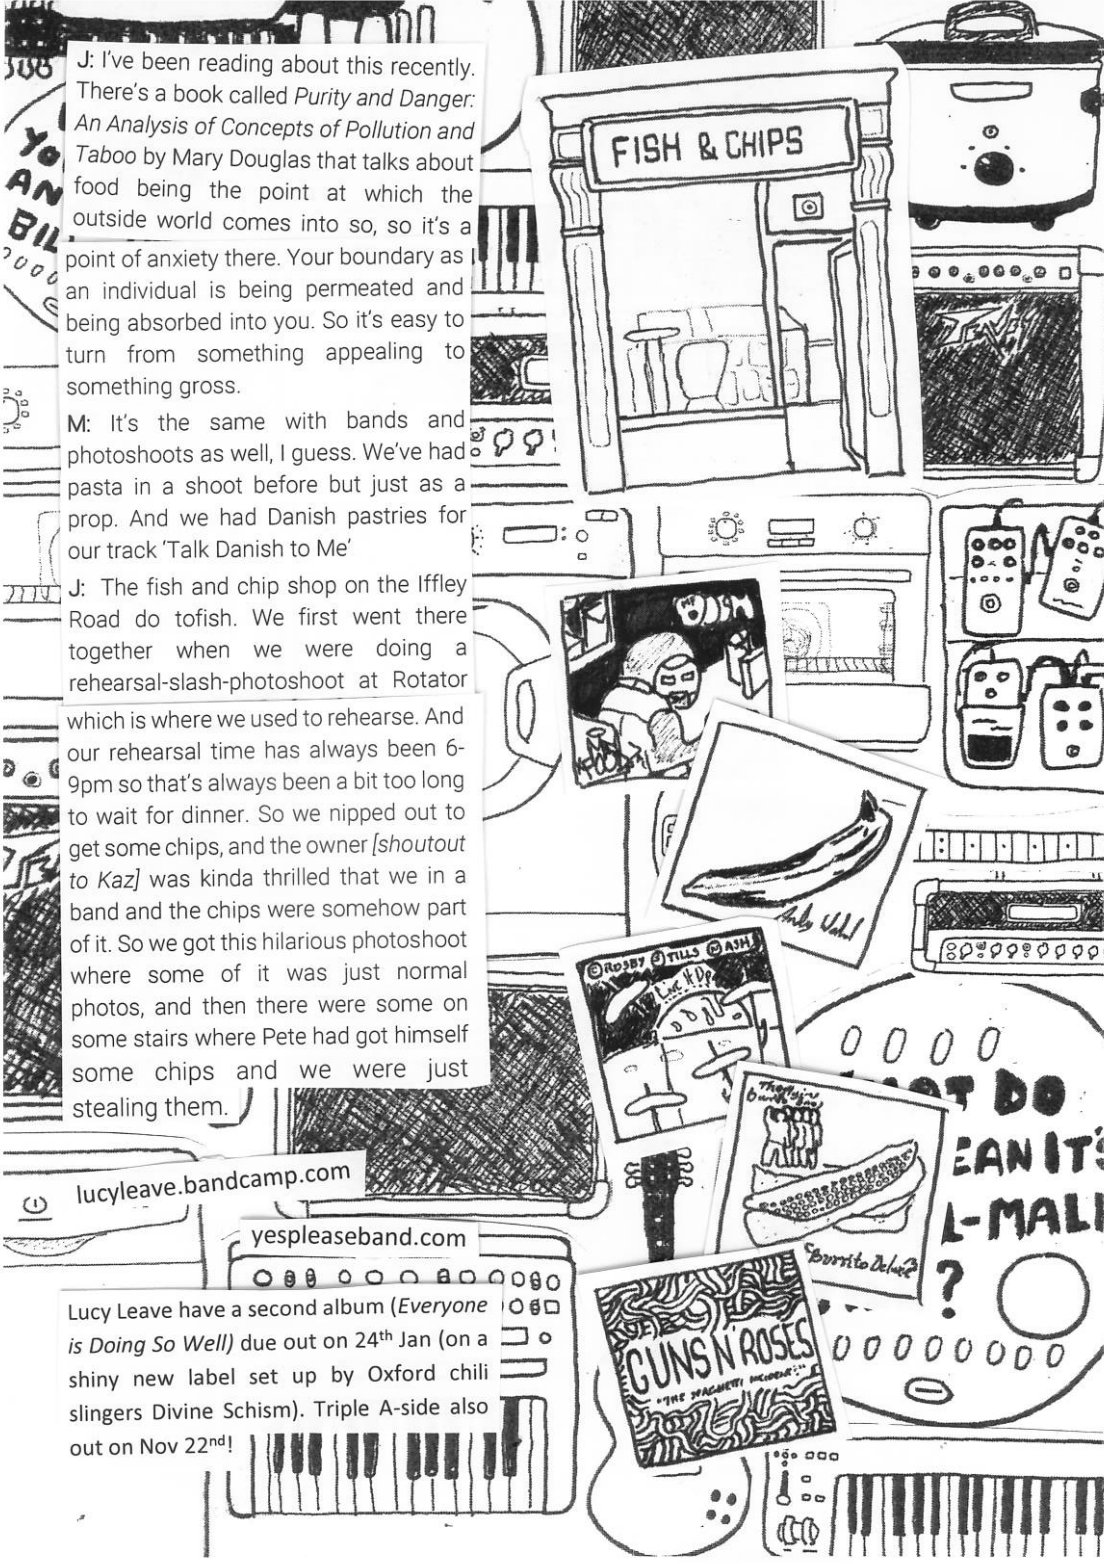 J: I've been reading about this recently.
There's a book called Purity and Danger:
An Analysis of Concepts of Pollution and
Taboo by Mary Douglas that talks about
food being the point at which the
outside world comes into so, so it's a
point of anxiety there. Your boundary as
an individual is being permeated and
being absorbed into you. So it's easy to
turn from something appealing to
something gross.
M: It's the same with bands and
photoshoots as well, I guess. We've had
pasta in a shoot before but just as a
prop. And we had Danish pastries for
our track 'Talk Danish to Me'
J: The fish and chip shop on the Iffley
Road do tofish. We first went there
together when we were doing a
rehearsal-slash-photoshoot at Rotator
which is where we used to rehearse. And
our rehearsal time has always been 6-
9pm so that's always been a bit too long
to wait for dinner. So we nipped out to
get some chips, and the owner [shoutout
to Kaz] was kinda thrilled that we in a
band and the chips were somehow part
of it. So we got this hilarious photoshoot
where some of it was just normal
photos, and then there were some on
some stairs where Pete had got himself
some chips and we were just
stealing them.
lucyleave.bandcamp.com
yespleaseband.com
Lucy Leave have a second album (Everyone
is Doing So Well) due out on 24th Jan (on a
shiny new label set up by Oxford chili
slingers Divine Schism). Triple A-side also
out on Nov 22nd!
YO
AN
BIL
FISH & CHIPS
TENET
©ROSBY STILLS NASH
Live It Up
Burrito Deluxe
GUNS N' ROSES
"THE SPAGHETTI INCIDENT?"
OT DO
EAN IT'S
L-MALI
?